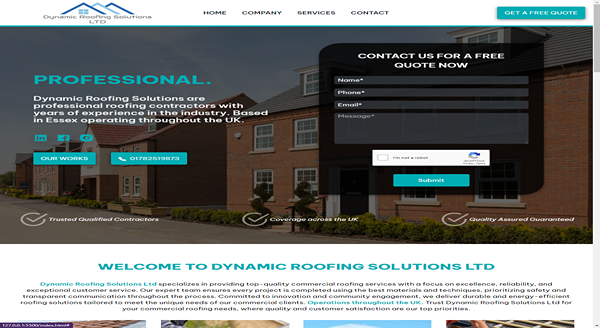 Dynamic Roofing Solutions
LTD
HOME COMPANY SERVICES CONTACT
GET A FREE QUOTE
PROFESSIONAL.
Dynamic Roofing Solutions are
professional roofing contractors with
years of experience in the industry. Based
in Essex operating throughout the UK.
OUR WORKS
01782519873
CONTACT US FOR A FREE
QUOTE NOW
Name*
Phone*
Email*
Message*
I'm not a robot
reCAPTCHA
Submit
Trusted Qualified Contractors
Coverage across the UK
Quality Assured Guaranteed
WELCOME TO DYNAMIC ROOFING SOLUTIONS LTD
Dynamic Roofing Solutions Ltd specializes in providing top-quality commercial roofing services with a focus on excellence, reliability, and
exceptional customer service. Our expert team ensures every project is completed using the best materials and techniques, prioritizing safety and
transparent communication throughout the process. Committed to innovation and community engagement, we deliver durable and energy-efficient
roofing solutions tailored to meet the unique needs of our commercial clients. Operations throughout the UK. Trust Dynamic Roofing Solutions Ltd for
your commercial roofing needs, where quality and customer satisfaction are our top priorities.
127.0.0.1:5500/index.html#